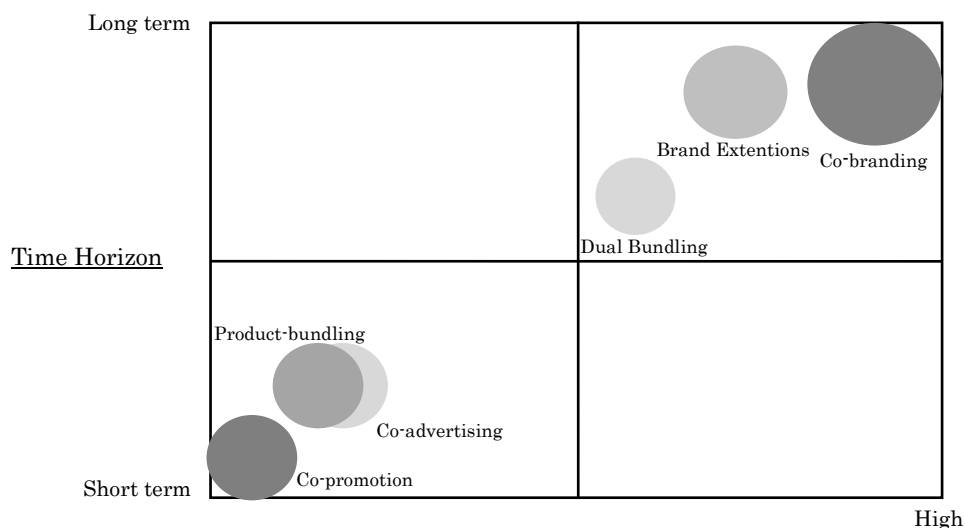 Long term
Brand Extentions
Co-branding
Dual Bundling
Time Horizon
Product-bundling
Co-advertising
Co-promotion
Short term
High